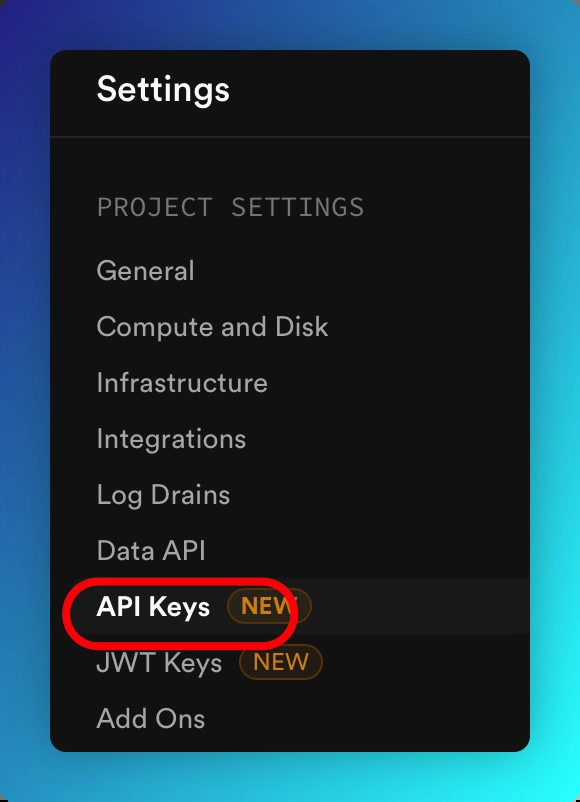 Settings
PROJECT SETTINGS
General
Compute and Disk
Infrastructure
Integrations
Log Drains
Data API
API Keys NEW
JWT Keys NEW
Add Ons